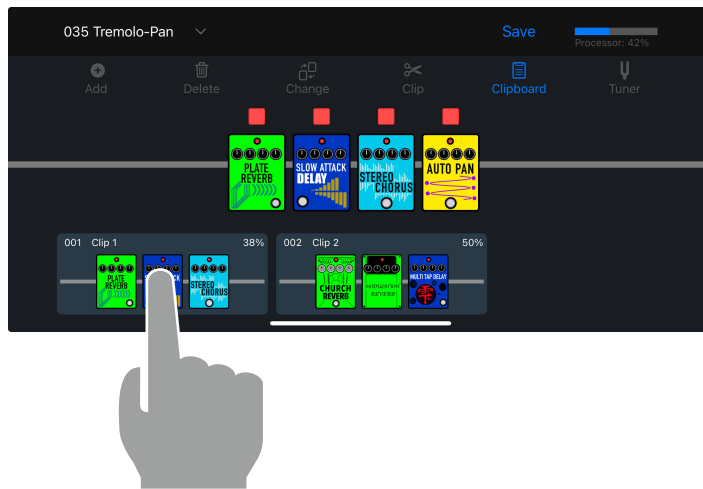 035 Tremolo-Pan
Save
Processor: 42%
Add
Delete
Change
Clip
Clipboard
Tuner
PLATE
REVERB
SLOW ATTACK
DELAY
STEREO
CHORUS
AUTO PAN
001 Clip 1 38%
PLATE
REVERB
STEREO
CHORUS
002 Clip 2 50%
CHURCH
REVERB
MODULATION
REVERB
MULTI TAP DELAY